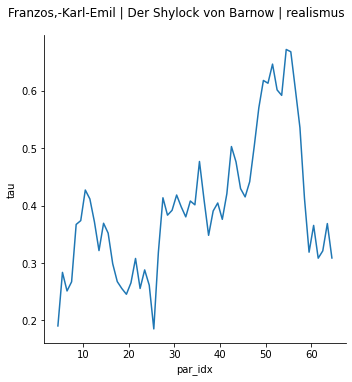 Franzos,-Karl-Emil | Der Shylock von Barnow | realismus
0.6
0.5
tau
0.4
0.3
0.2
10 20 30 40 50 60
par_idx